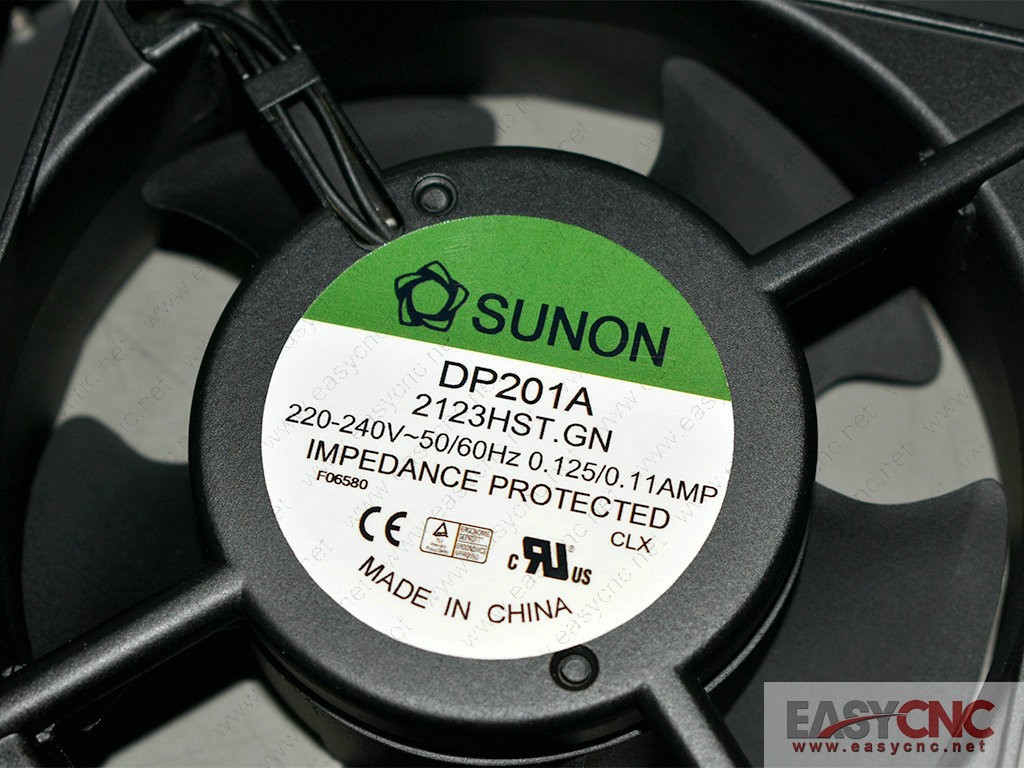 SUNON
DP201A
2123HST.GN
220-240V~50/60Hz 0.125/0.11AMP
IMPEDANCE PROTECTED
F06580
CLX
CE
c RU ® US
MADE IN CHINA
EASYCNC
www.easycnc.net